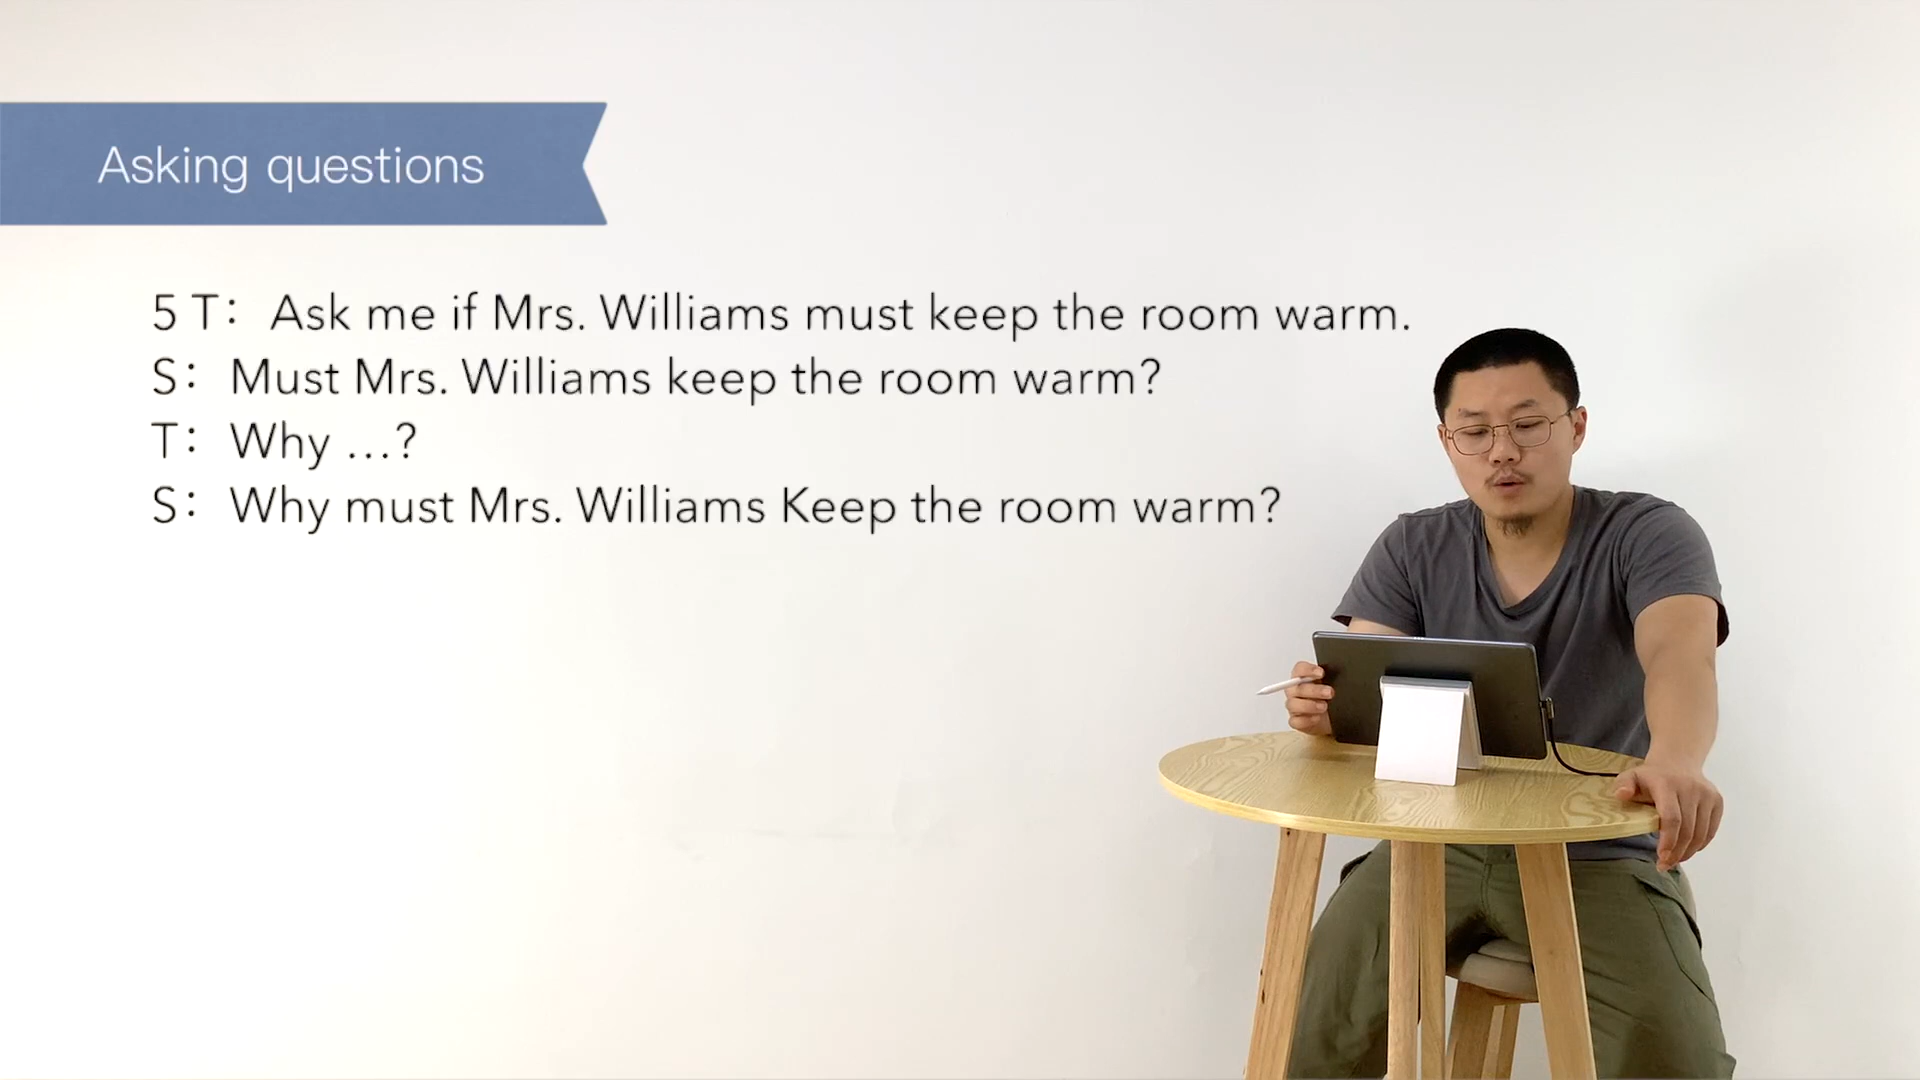 Asking questions
5 T： Ask me if Mrs. Williams must keep the room warm.
S： Must Mrs. Williams keep the room warm?
T： Why …?
S： Why must Mrs. Williams Keep the room warm?